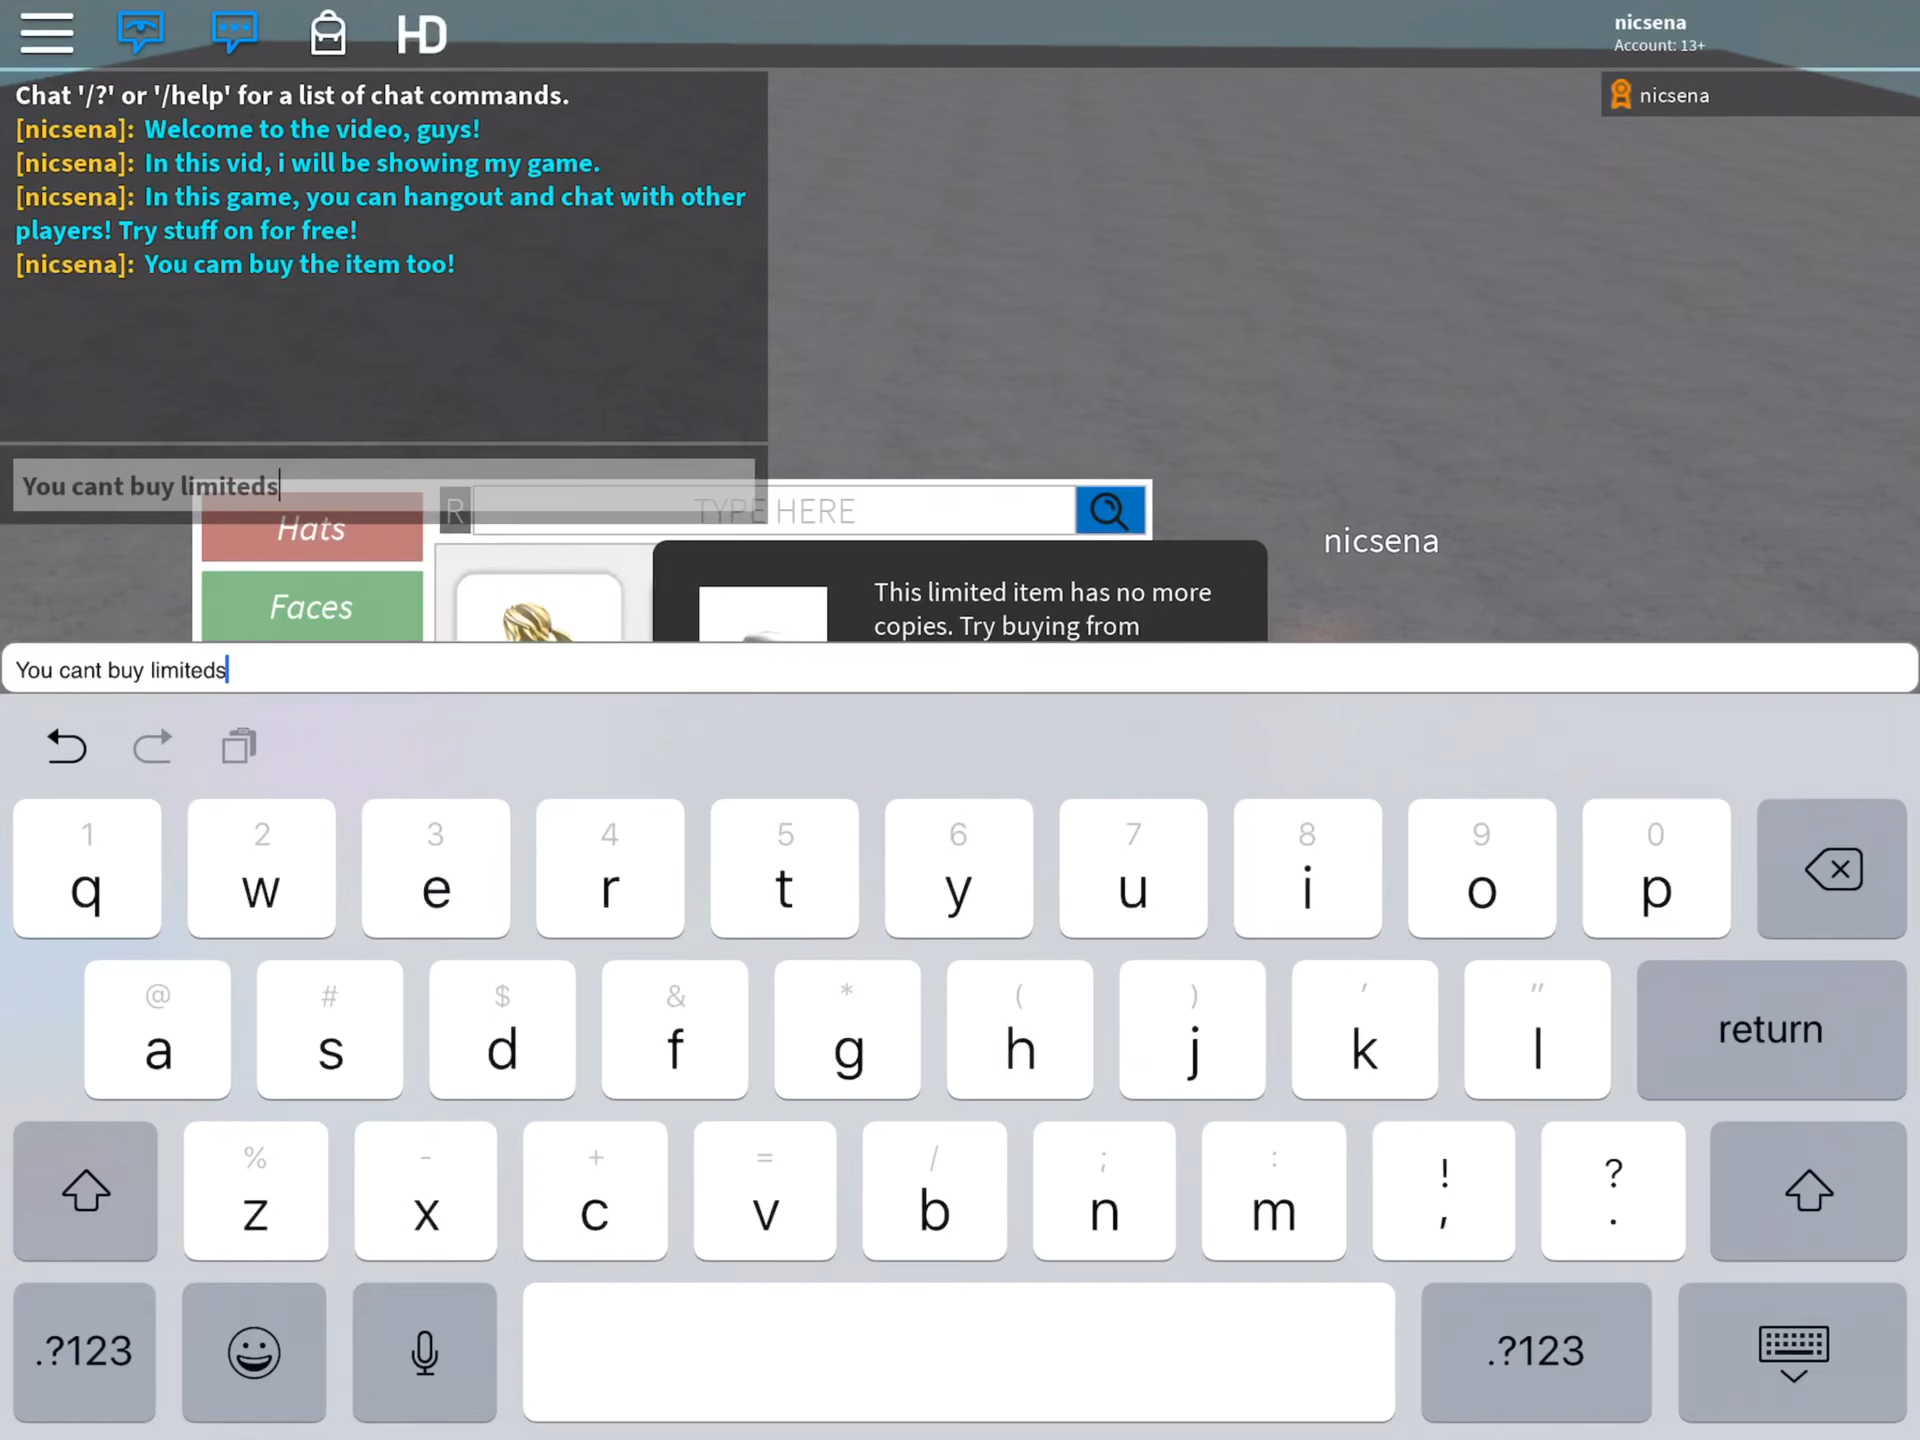 HD
nicsena
Account: 13+
nicsena
Chat '/?' or '/help' for a list of chat commands.
[nicsena]: Welcome to the video, guys!
[nicsena]: In this vid, i will be showing my game.
[nicsena]: In this game, you can hangout and chat with other
players! Try stuff on for free!
[nicsena]: You cam buy the item too!
You cant buy limiteds
R TYPE HERE
Hats
Faces
nicsena
This limited item has no more
copies. Try buying from
You cant buy limiteds
1 2 3 4 5 6 7 8 9 0
q w e r t y u i o p
@ # $ & * ( ) ' "
a s d f g h j k l return
% - + = / ; : ! ?
z x c v b n m , .
.?123 .?123